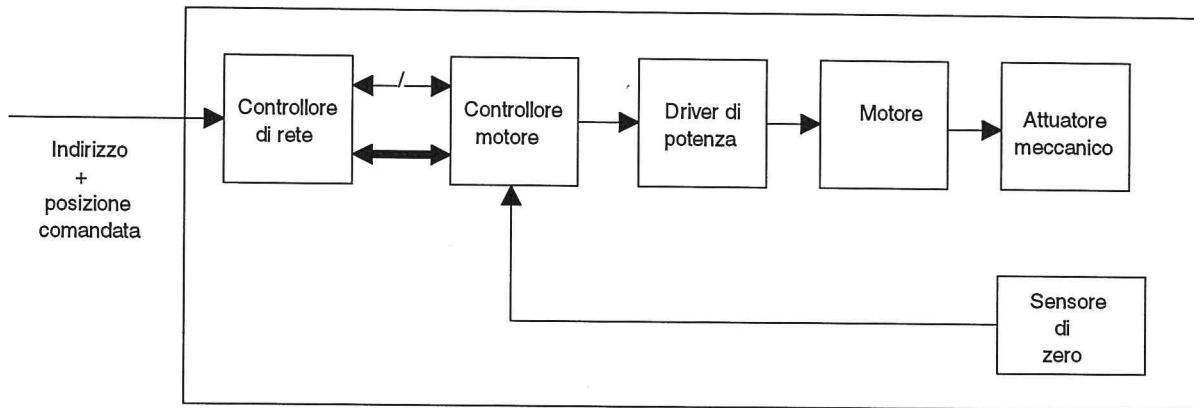 Controllore
di rete
/
Controllore
motore
Driver di
potenza
Motore
Attuatore
meccanico
Indirizzo
+
posizione
comandata
Sensore
di
zero